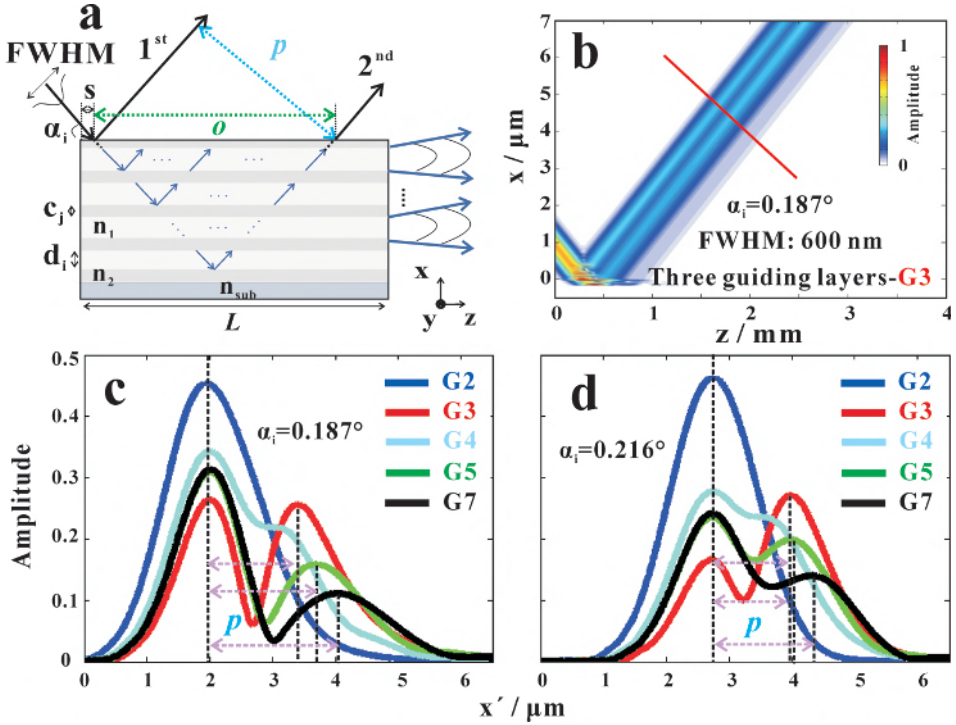 a
FWHM
1st
p
2nd
s
αi
o
... ...
cj
...
n1
di
n2
nsub
L
x
y z
b
x / μm
7
6
5
4
3
2
1
0
1
Amplitude
0
αi=0.187°
FWHM: 600 nm
Three guiding layers-G3
0 1 2 3 4
z / mm
c
Amplitude
0.5
0.4
0.3
0.2
0.1
0
αi=0.187°
G2
G3
G4
G5
G7
p
0 1 2 3 4 5 6
d
αi=0.216°
G2
G3
G4
G5
G7
p
0 1 2 3 4 5 6
x´ / μm